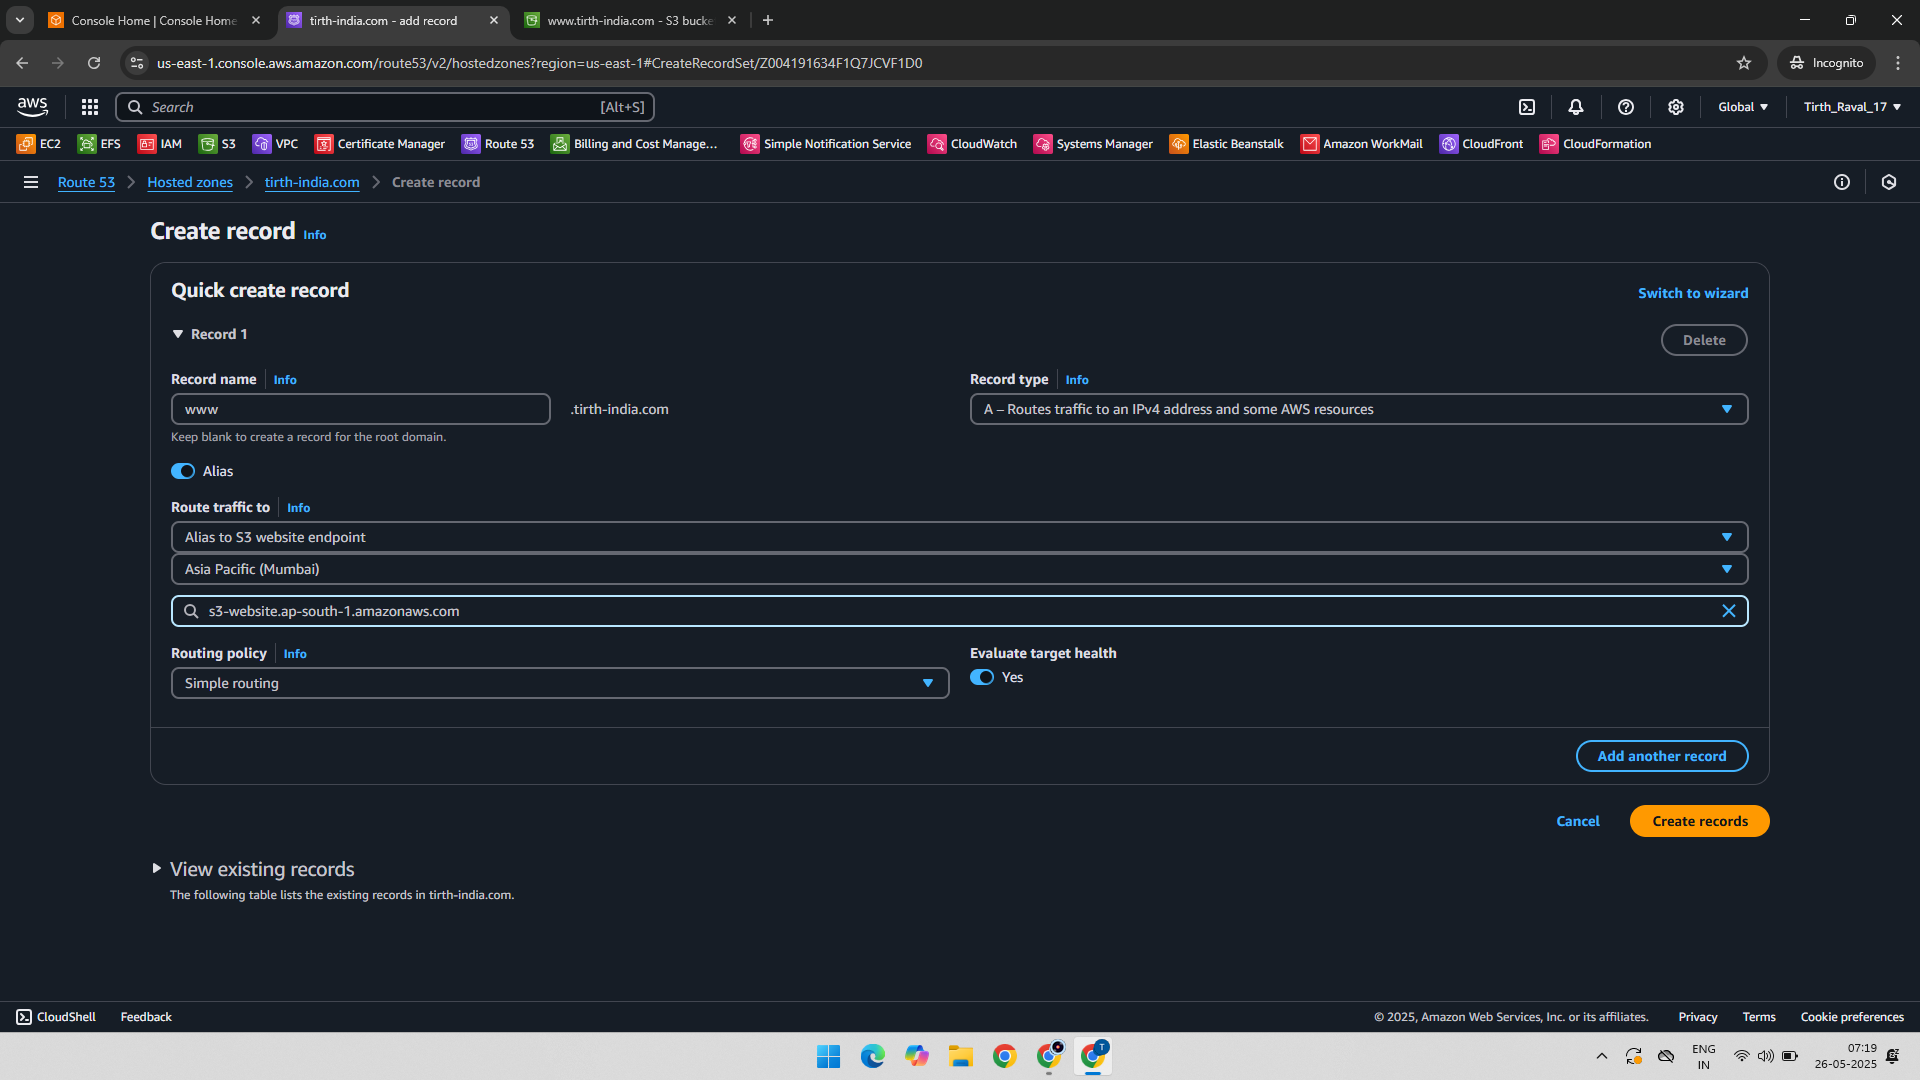 Console Home | Console Home
tirth-india.com - add record
www.tirth-india.com - S3 bucke
us-east-1.console.aws.amazon.com/route53/v2/hostedzones?region=us-east-1#CreateRecordSet/Z004191634F1Q7JCVF1D0
Incognito
aws
Search
[Alt+S]
Global
Tirth_Raval_17
EC2
EFS
IAM
S3
VPC
Certificate Manager
Route 53
Billing and Cost Manage...
Simple Notification Service
CloudWatch
Systems Manager
Elastic Beanstalk
Amazon WorkMail
CloudFront
CloudFormation
Route 53
Hosted zones
tirth-india.com
Create record
Create record Info
Quick create record
Switch to wizard
Record 1
Delete
Record name Info
www
.tirth-india.com
Keep blank to create a record for the root domain.
Record type Info
A – Routes traffic to an IPv4 address and some AWS resources
Alias
Route traffic to Info
Alias to S3 website endpoint
Asia Pacific (Mumbai)
s3-website.ap-south-1.amazonaws.com
Routing policy Info
Simple routing
Evaluate target health
Yes
Add another record
Cancel
Create records
View existing records
The following table lists the existing records in tirth-india.com.
CloudShell
Feedback
© 2025, Amazon Web Services, Inc. or its affiliates.
Privacy
Terms
Cookie preferences
T
ENG
IN
07:19
26-05-2025